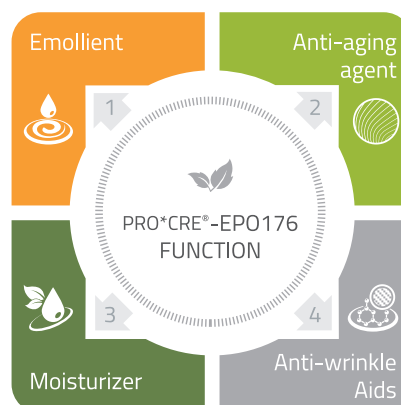 Emollient
Anti-aging
agent
1
2
PRO*CRE®-EPO176
FUNCTION
3
4
Moisturizer
Anti-wrinkle
Aids